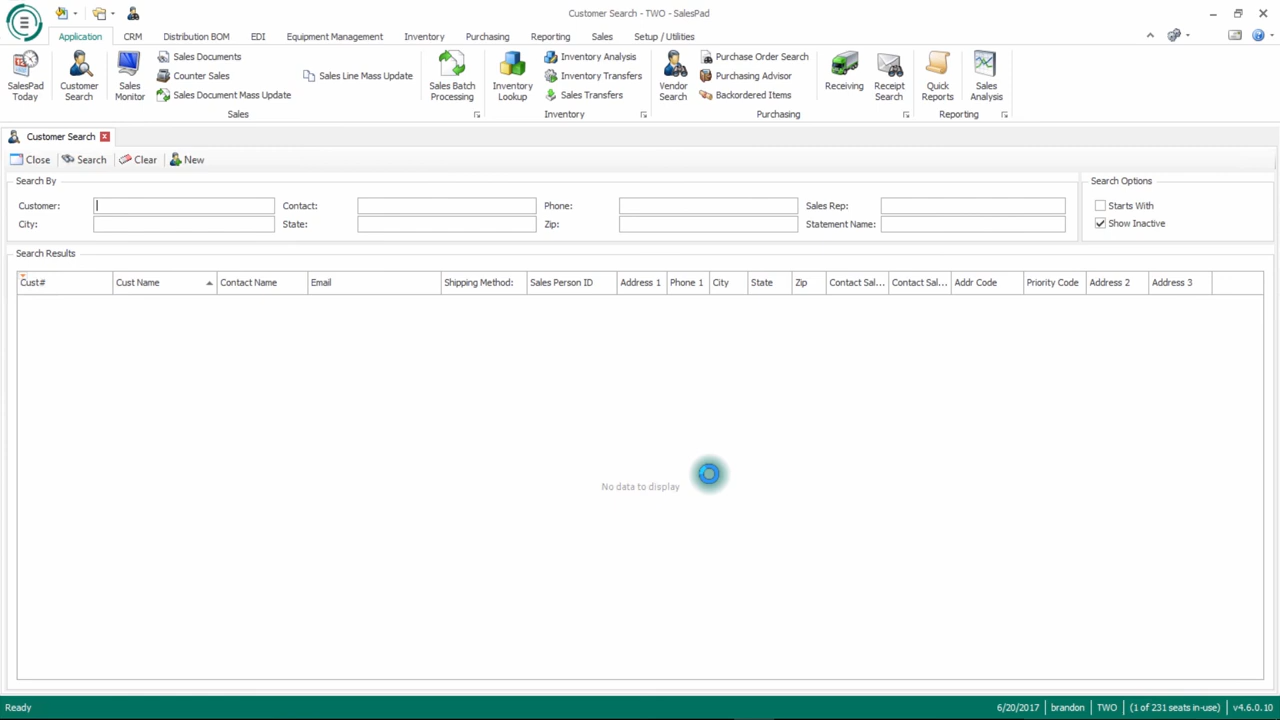 Customer Search - TWO - SalesPad
Application CRM Distribution BOM EDI Equipment Management Inventory Purchasing Reporting Sales Setup / Utilities
SalesPad Today
Customer Search
Sales Monitor
Sales Documents
Counter Sales
Sales Document Mass Update
Sales Line Mass Update
Sales Batch Processing
Sales
Inventory Lookup
Inventory Analysis
Inventory Transfers
Sales Transfers
Inventory
Vendor Search
Purchase Order Search
Purchasing Advisor
Backordered Items
Receiving
Receipt Search
Purchasing
Quick Reports
Sales Analysis
Reporting
Customer Search
Close Search Clear New
Search By Search Options
Customer: Contact: Phone: Sales Rep: Starts With
City: State: Zip: Statement Name: Show Inactive
Search Results
Cust# Cust Name Contact Name Email Shipping Method: Sales Person ID Address 1 Phone 1 City State Zip Contact Sal... Contact Sal... Addr Code Priority Code Address 2 Address 3
No data to display
Ready 6/20/2017 brandon TWO (1 of 231 seats in-use) v4.6.0.10